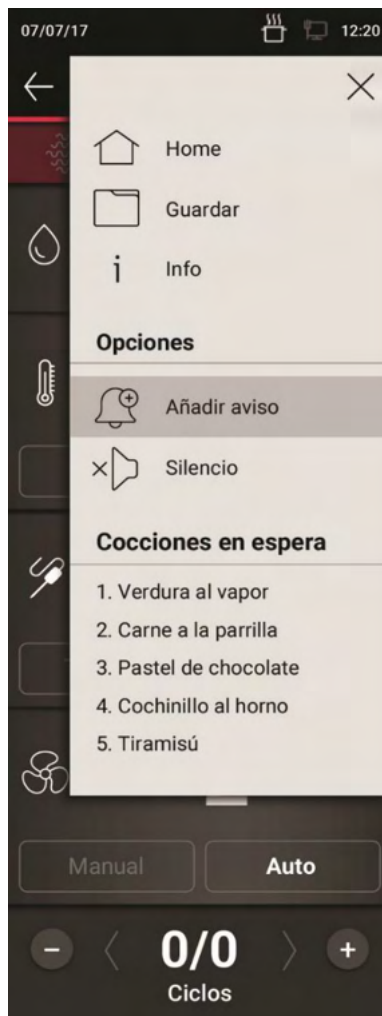 07/07/17 12:20
Home
Guardar
i Info
Opciones
Añadir aviso
Silencio
Cocciones en espera
1. Verdura al vapor
2. Carne a la parrilla
3. Pastel de chocolate
4. Cochinillo al horno
5. Tiramisú
Manual Auto
0/0
Ciclos